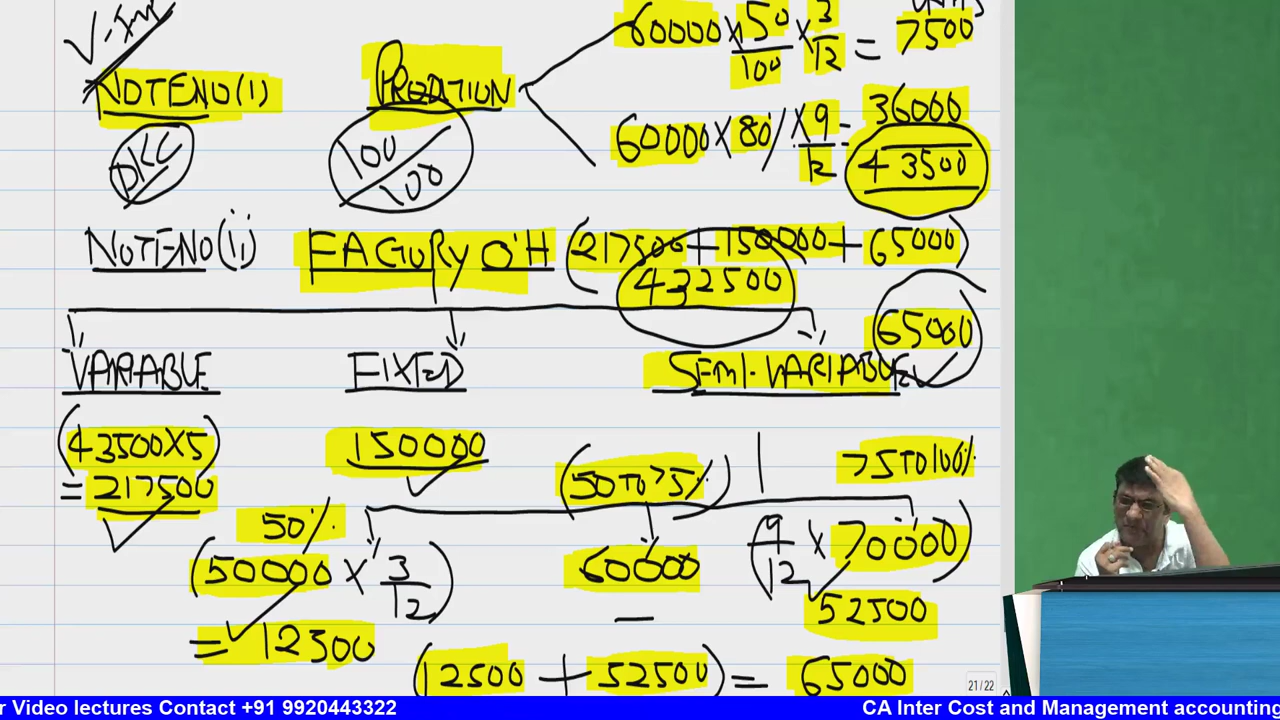 UNITS
60000 × 50/100 × 3/12 = 7500
NOTE NO (1) PRODUCTION
60000 × 80% × 9/12 = 36000
43500
100/100
NOTE NO (ii) FACTORY O'H (217500 + 150000 + 65000)
432500
65000
VARIABLE FIXED SEMI-VARIABLE
(43500 × 5) 150000 (50 TO 75%) 75 TO 100%
= 217500
50%
(50000 × 3/12) 60000 (9/12 × 70000)
= 12500 — 52500
(12500 + 52500) = 65000
21/22
r Video lectures Contact +91 9920443322 CA Inter Cost and Management accounting